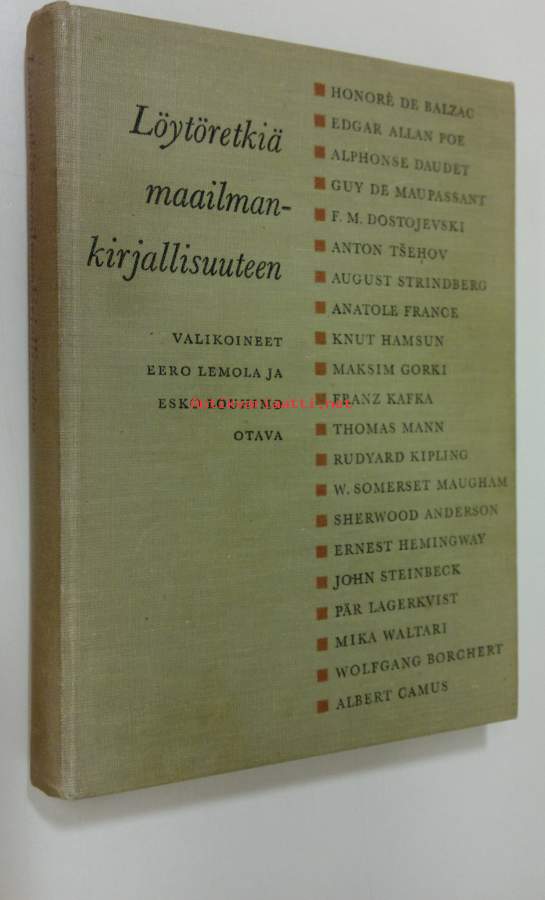 Löytöretkiä
maailman-
kirjallisuuteen
VALIKOINEET
EERO LEMOLA JA
ESKO
OTAVA
HONORÉ DE BALZAC
EDGAR ALLAN POE
ALPHONSE DAUDET
GUY DE MAUPASSANT
F. M. DOSTOJEVSKI
ANTON TŠEHOV
AUGUST STRINDBERG
ANATOLE FRANCE
KNUT HAMSUN
MAKSIM GORKI
FRANZ KAFKA
THOMAS MANN
RUDYARD KIPLING
W. SOMERSET MAUGHAM
SHERWOOD ANDERSON
ERNEST HEMINGWAY
JOHN STEINBECK
PÄR LAGERKVIST
MIKA WALTARI
WOLFGANG BORCHERT
ALBERT CAMUS